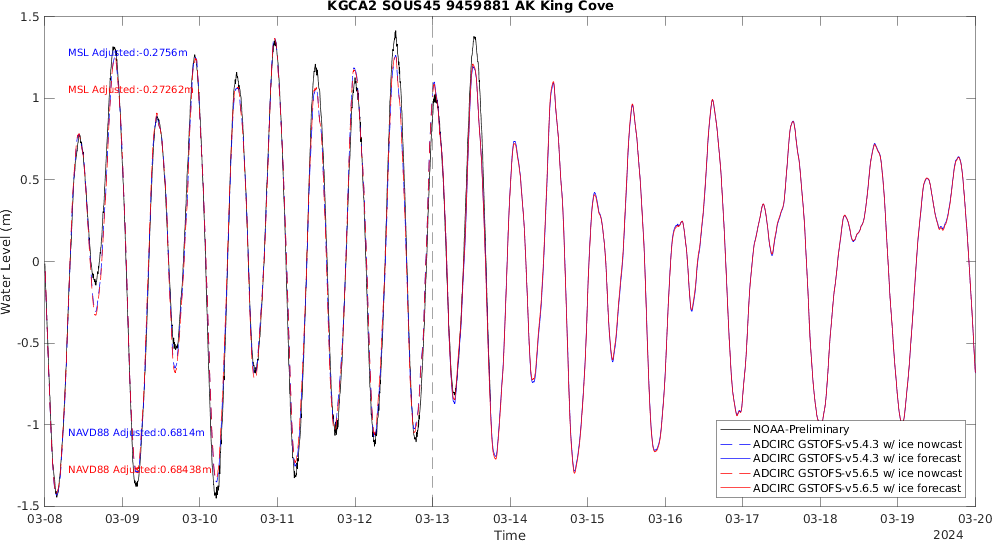 KGCA2 SOUS45 9459881 AK King Cove
Water Level (m)
1.5
1
0.5
0
-0.5
-1
-1.5
MSL Adjusted:-0.2756m
MSL Adjusted:-0.27262m
NAVD88 Adjusted:0.6814m
NAVD88 Adjusted:0.68438m
NOAA-Preliminary
ADCIRC GSTOFS-v5.4.3 w/ ice nowcast
ADCIRC GSTOFS-v5.4.3 w/ ice forecast
ADCIRC GSTOFS-v5.6.5 w/ ice nowcast
ADCIRC GSTOFS-v5.6.5 w/ ice forecast
03-08 03-09 03-10 03-11 03-12 03-13 03-14 03-15 03-16 03-17 03-18 03-19 03-20
Time
2024